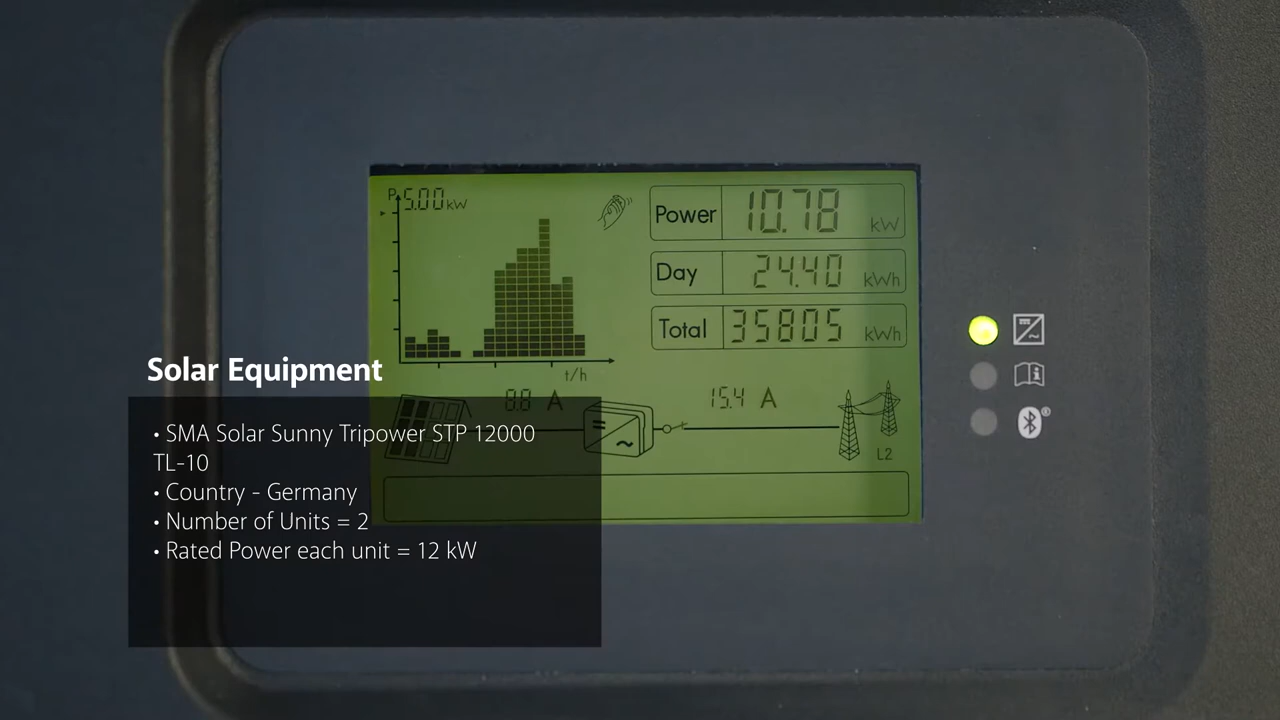 P 5.00 kW
Power 10.78 kW
Day 24.40 kWh
Total 35805 kWh
t/h
Solar Equipment
8.8 A
15.4 A
L2
• SMA Solar Sunny Tripower STP 12000
TL-10
• Country - Germany
• Number of Units = 2
• Rated Power each unit = 12 kW